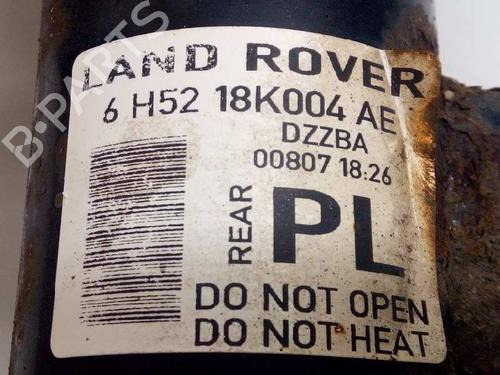 LAND ROVER
6 H52 18K004 AE
DZZBA
00807 18:26
REAR
PL
DO NOT OPEN
DO NOT HEAT
B-PARTS